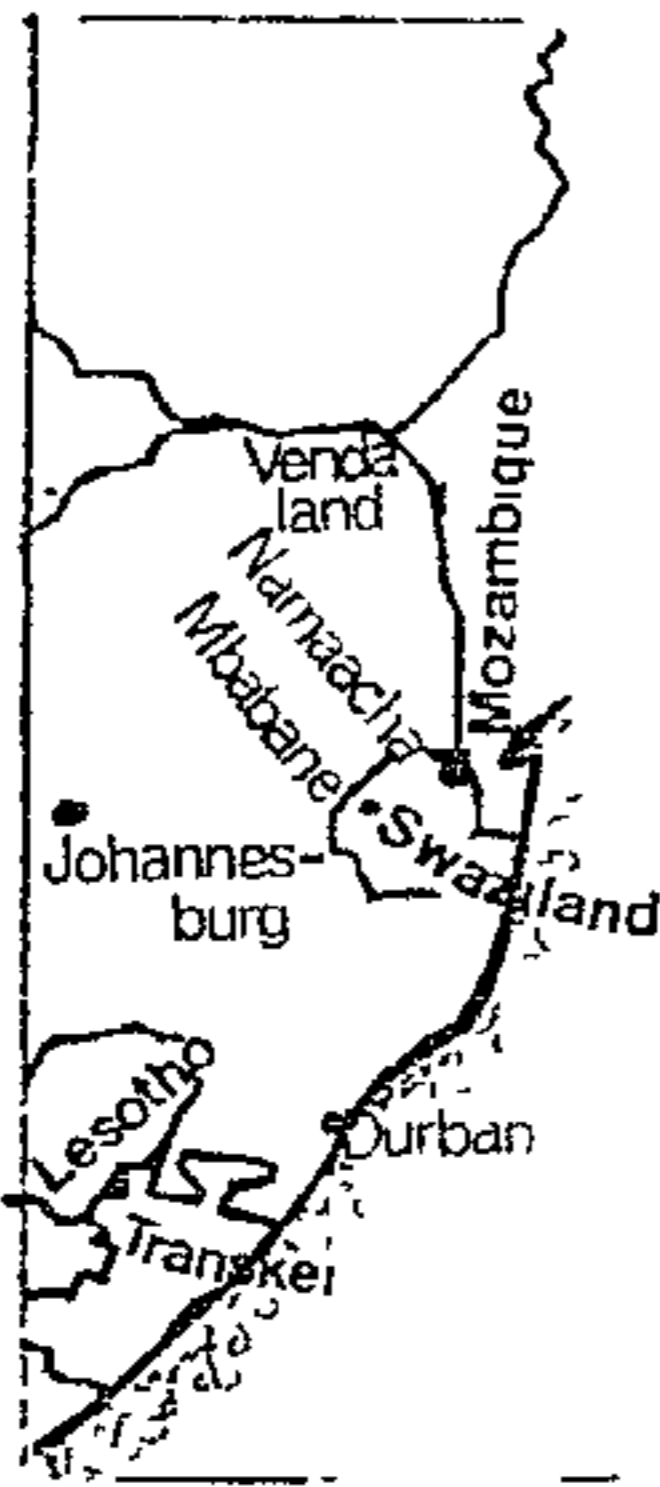 Venda
land
Mozambique
Namaacha
Mbabane
Swaziland
Johannes-
burg
Lesotho
Durban
Transkei